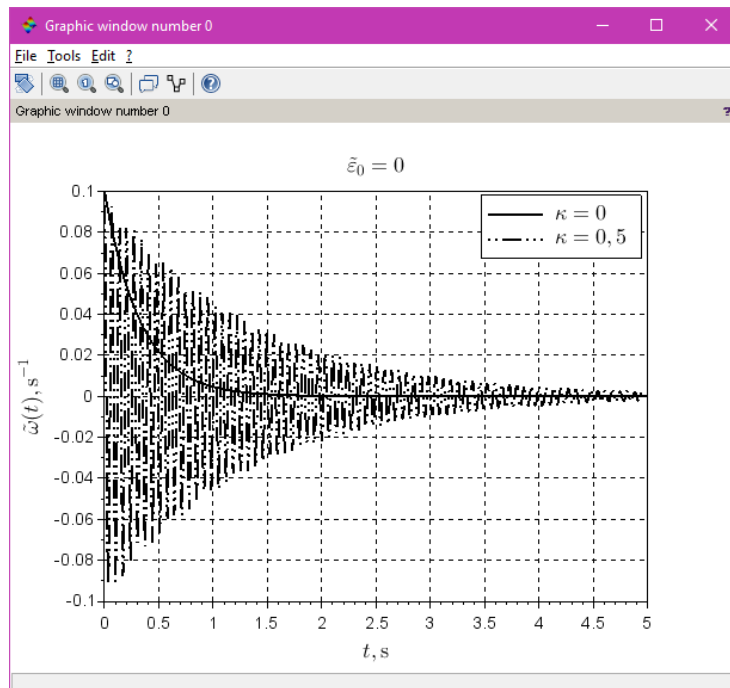 Graphic window number 0
File Tools Edit ?
Graphic window number 0 ?
ε̃₀ = 0
κ = 0
κ = 0, 5
0.1
0.08
0.06
0.04
0.02
0
-0.02
-0.04
-0.06
-0.08
-0.1
ω̃(t), s⁻¹
0 0.5 1 1.5 2 2.5 3 3.5 4 4.5 5
t, s